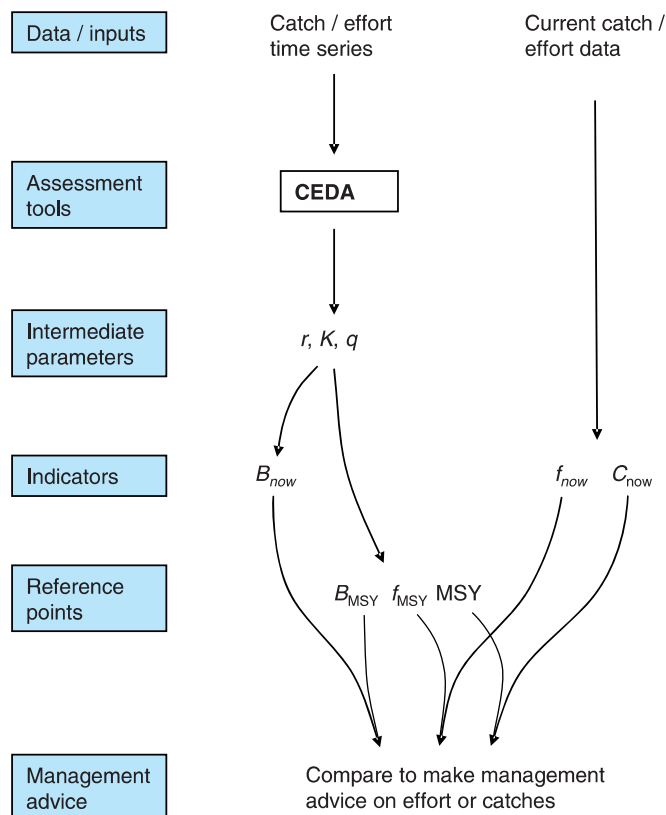 Data / inputs
Catch / effort
time series
Current catch /
effort data
Assessment
tools
CEDA
Intermediate
parameters
r, K, q
Indicators
Bnow
fnow
Cnow
Reference
points
BMSY fMSY MSY
Management
advice
Compare to make management
advice on effort or catches